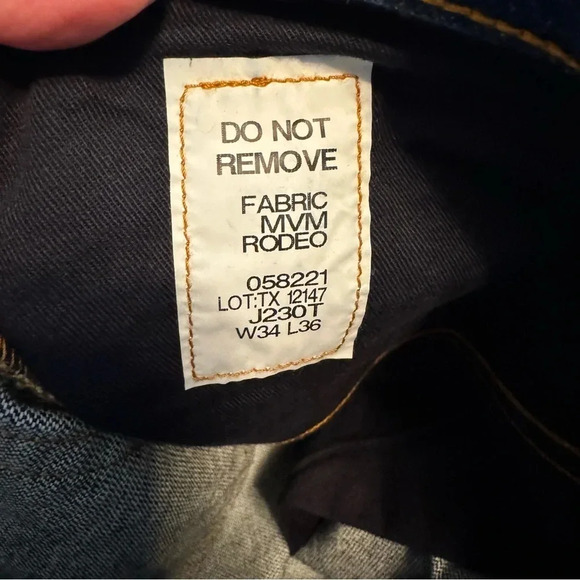 DO NOT
REMOVE
FABRIC
MVM
RODEO
058221
LOT:TX 12147
J230T
W34 L36